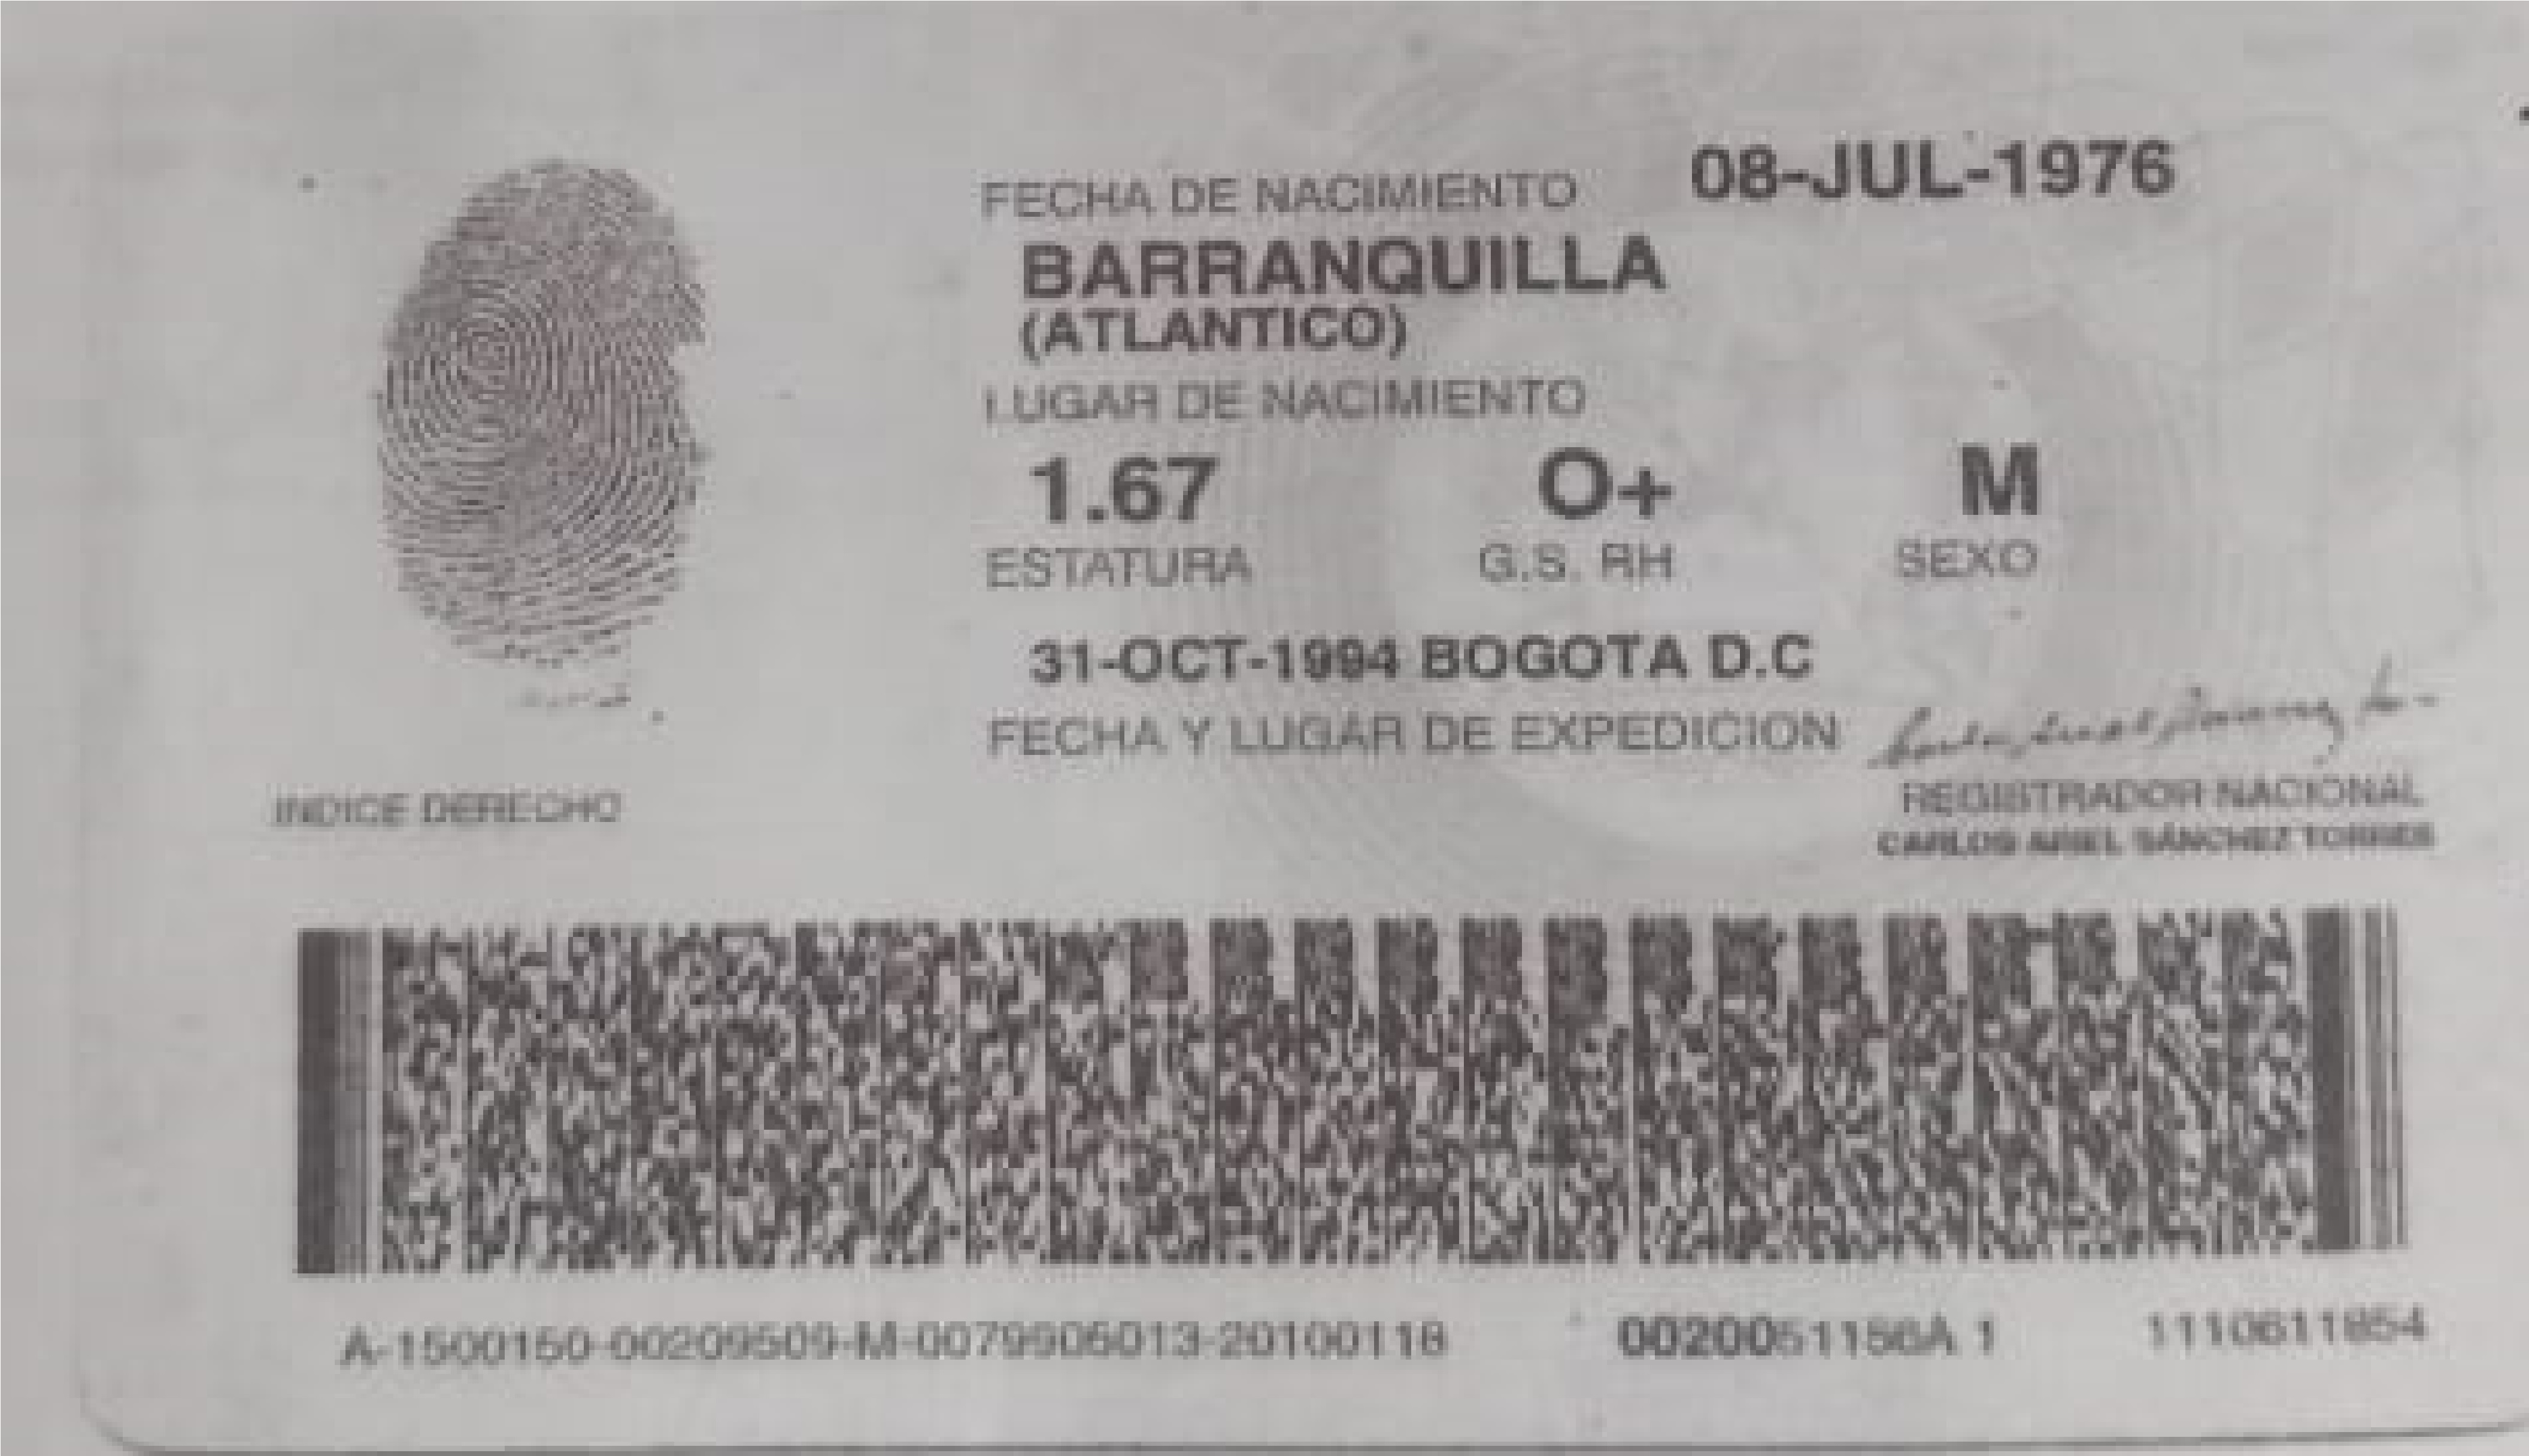 FECHA DE NACIMIENTO 08-JUL-1976
BARRANQUILLA
(ATLANTICO)
LUGAR DE NACIMIENTO
1.67 O+ M
ESTATURA G.S. RH SEXO
31-OCT-1994 BOGOTA D.C
FECHA Y LUGAR DE EXPEDICION
INDICE DERECHO
REGISTRADOR NACIONAL
CARLOS ARIEL SÁNCHEZ TORRES
A-1500150-00209509-M-0079906013-20100118 0020051156A 1 1110611854